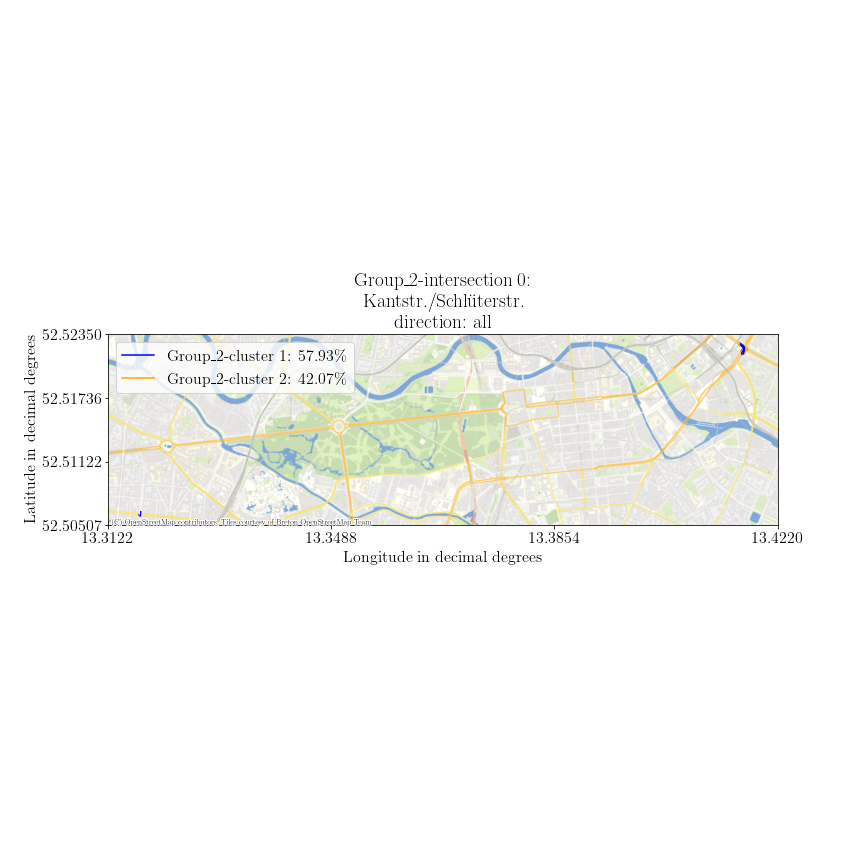 Group_2-intersection 0:
Kantstr./Schlüterstr.
direction: all
52.52350
52.51736
52.51122
52.50507
Latitude in decimal degrees
Group_2-cluster 1: 57.93%
Group_2-cluster 2: 42.07%
(C) OpenStreetMap contributors, Tiles courtesy of Breton OpenStreetMap Team
13.3122
13.3488
13.3854
13.4220
Longitude in decimal degrees